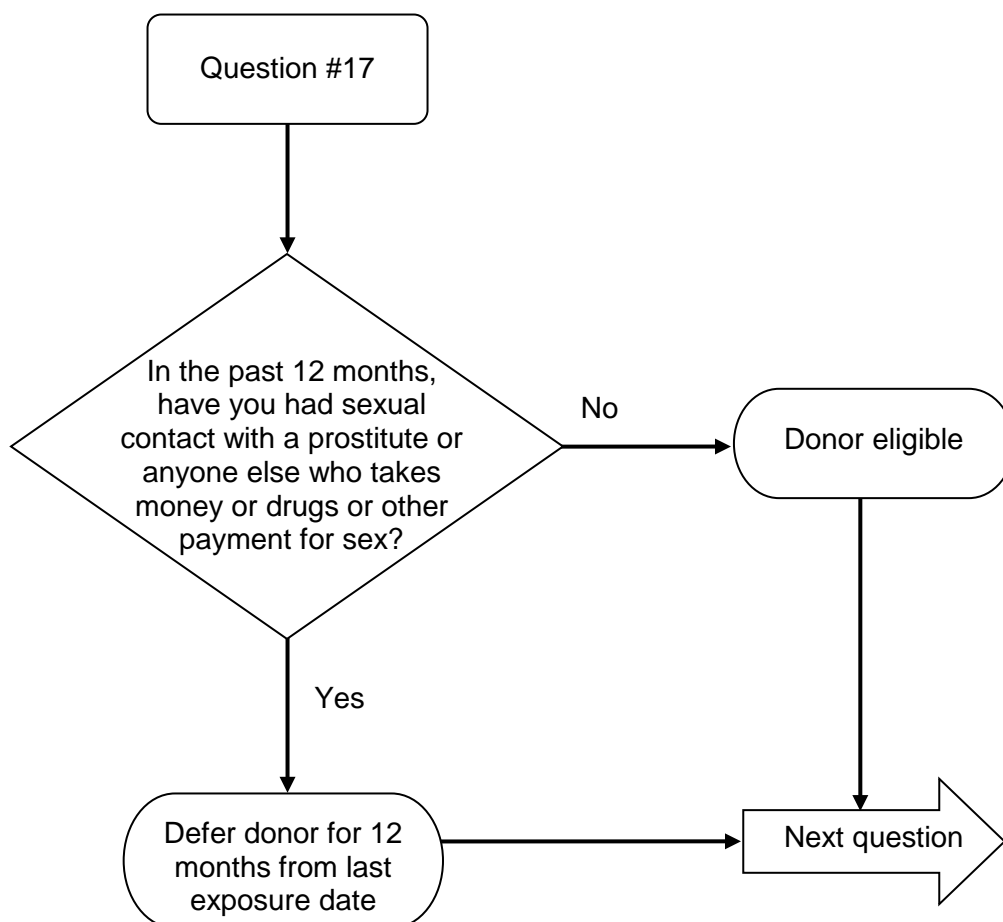 Question #17
In the past 12 months,
have you had sexual
contact with a prostitute or
anyone else who takes
money or drugs or other
payment for sex?
No
Donor eligible
Yes
Defer donor for 12
months from last
exposure date
Next question